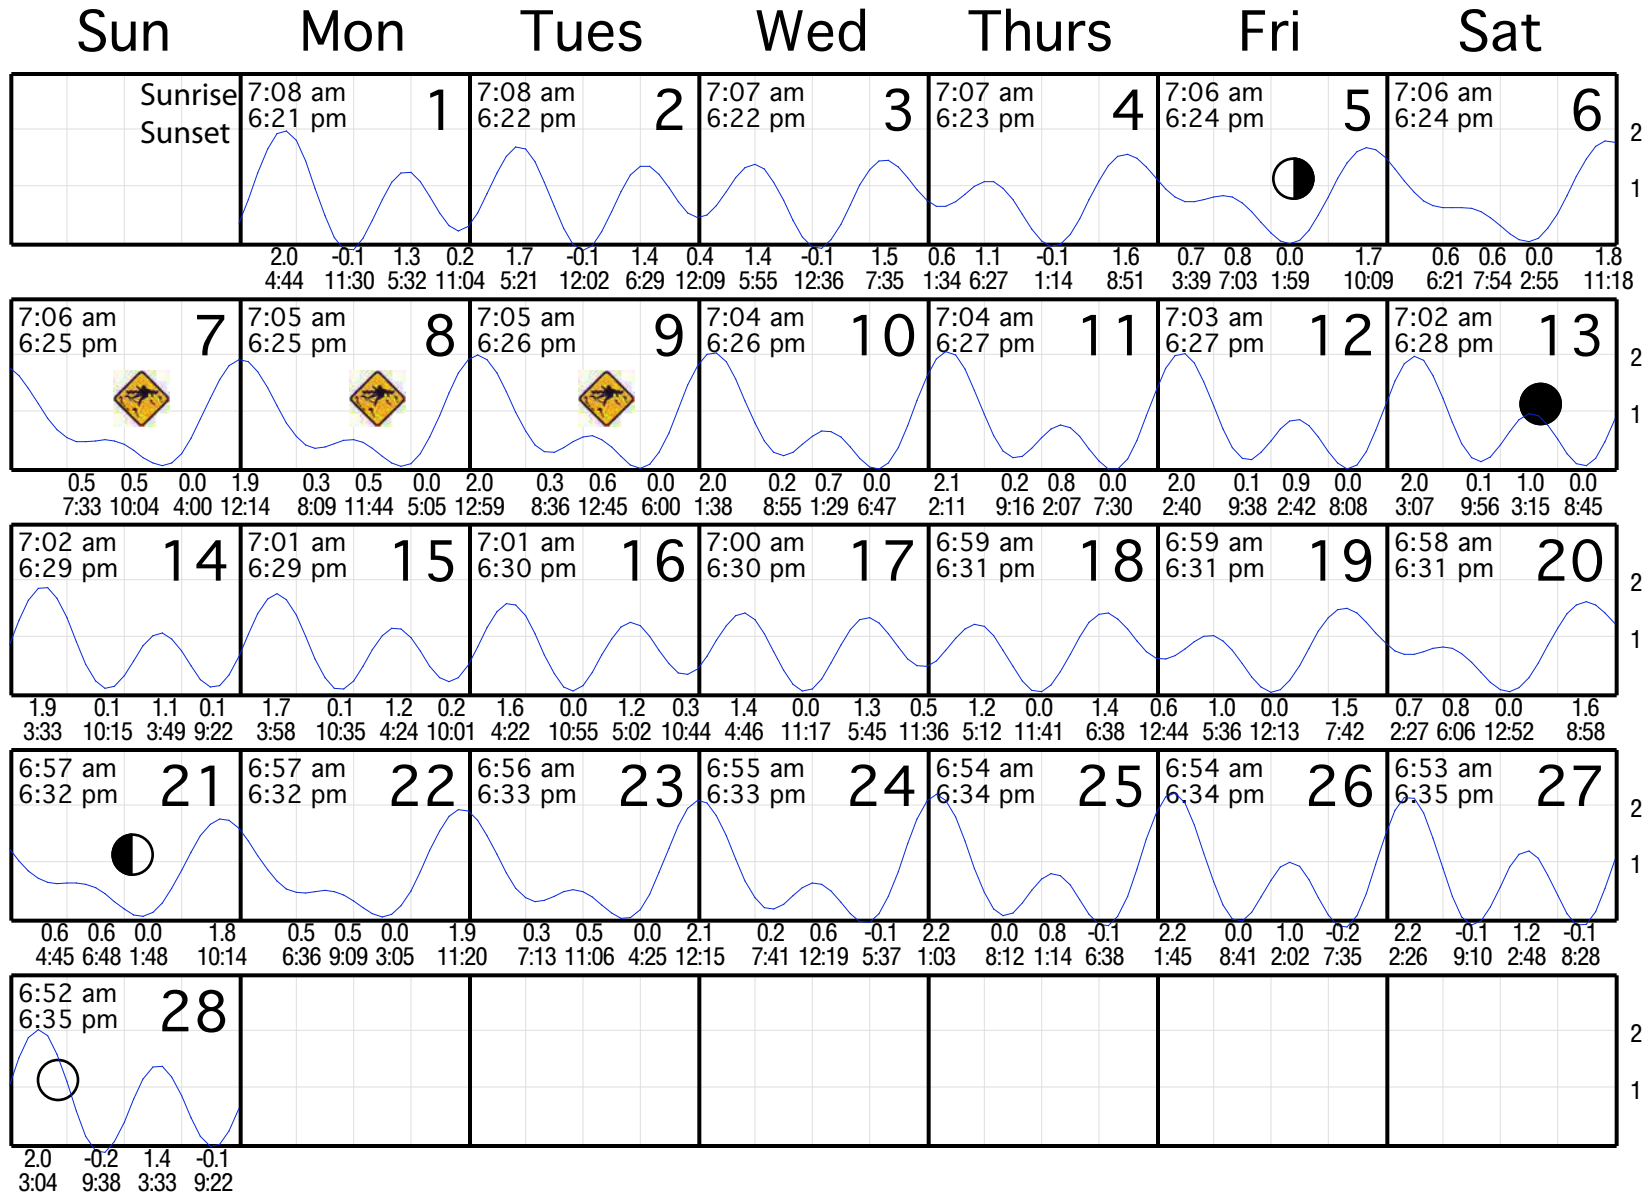 Sun Mon Tues Wed Thurs Fri Sat
Sunrise 7:08 am 7:08 am 7:07 am 7:07 am 7:06 am 7:06 am
Sunset 6:21 pm 6:22 pm 6:22 pm 6:23 pm 6:24 pm 6:24 pm
1 2 3 4 5 6
2
1
2.0 -0.1 1.3 0.2 1.7 -0.1 1.4 0.4 1.4 -0.1 1.5 0.6 1.1 -0.1 1.6 0.7 0.8 0.0 1.7 0.6 0.6 0.0 1.8
4:44 11:30 5:32 11:04 5:21 12:02 6:29 12:09 5:55 12:36 7:35 1:34 6:27 1:14 8:51 3:39 7:03 1:59 10:09 6:21 7:54 2:55 11:18
7:06 am 7:05 am 7:05 am 7:04 am 7:04 am 7:03 am 7:02 am
6:25 pm 6:25 pm 6:26 pm 6:26 pm 6:27 pm 6:27 pm 6:28 pm
7 8 9 10 11 12 13
2
1
0.5 0.5 0.0 1.9 0.3 0.5 0.0 2.0 0.3 0.6 0.0 2.0 0.2 0.7 0.0 2.1 0.2 0.8 0.0 2.0 0.1 0.9 0.0 2.0 0.1 1.0 0.0
7:33 10:04 4:00 12:14 8:09 11:44 5:05 12:59 8:36 12:45 6:00 1:38 8:55 1:29 6:47 2:11 9:16 2:07 7:30 2:40 9:38 2:42 8:08 3:07 9:56 3:15 8:45
7:02 am 7:01 am 7:01 am 7:00 am 6:59 am 6:59 am 6:58 am
6:29 pm 6:29 pm 6:30 pm 6:30 pm 6:31 pm 6:31 pm 6:31 pm
14 15 16 17 18 19 20
2
1
1.9 0.1 1.1 0.1 1.7 0.1 1.2 0.2 1.6 0.0 1.2 0.3 1.4 0.0 1.3 0.5 1.2 0.0 1.4 0.6 1.0 0.0 1.5 0.7 0.8 0.0 1.6
3:33 10:15 3:49 9:22 3:58 10:35 4:24 10:01 4:22 10:55 5:02 10:44 4:46 11:17 5:45 11:36 5:12 11:41 6:38 12:44 5:36 12:13 7:42 2:27 6:06 12:52 8:58
6:57 am 6:57 am 6:56 am 6:55 am 6:54 am 6:54 am 6:53 am
6:32 pm 6:32 pm 6:33 pm 6:33 pm 6:34 pm 6:34 pm 6:35 pm
21 22 23 24 25 26 27
2
1
0.6 0.6 0.0 1.8 0.5 0.5 0.0 1.9 0.3 0.5 0.0 2.1 0.2 0.6 -0.1 2.2 0.0 0.8 -0.1 2.2 0.0 1.0 -0.2 2.2 -0.1 1.2 -0.1
4:45 6:48 1:48 10:14 6:36 9:09 3:05 11:20 7:13 11:06 4:25 12:15 7:41 12:19 5:37 1:03 8:12 1:14 6:38 1:45 8:41 2:02 7:35 2:26 9:10 2:48 8:28
6:52 am
6:35 pm
28
2
1
2.0 -0.2 1.4 -0.1
3:04 9:38 3:33 9:22